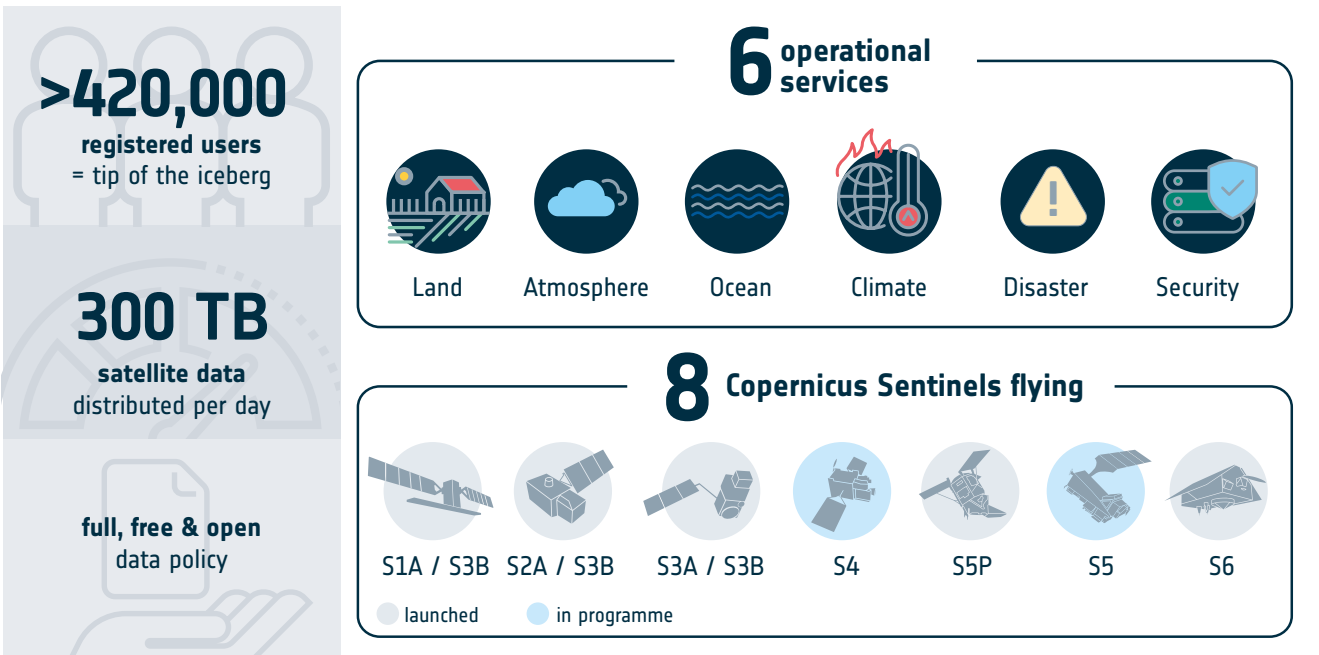 >420,000
registered users
= tip of the iceberg
300 TB
satellite data
distributed per day
full, free & open
data policy
6 operational
services
Land Atmosphere Ocean Climate Disaster Security
8 Copernicus Sentinels flying
S1A / S3B S2A / S3B S3A / S3B S4 S5P S5 S6
launched in programme